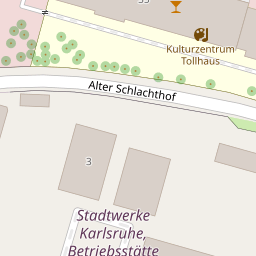 Kulturzentrum
Tollhaus
Alter Schlachthof
3
Stadtwerke
Karlsruhe,
Betriebsstätte